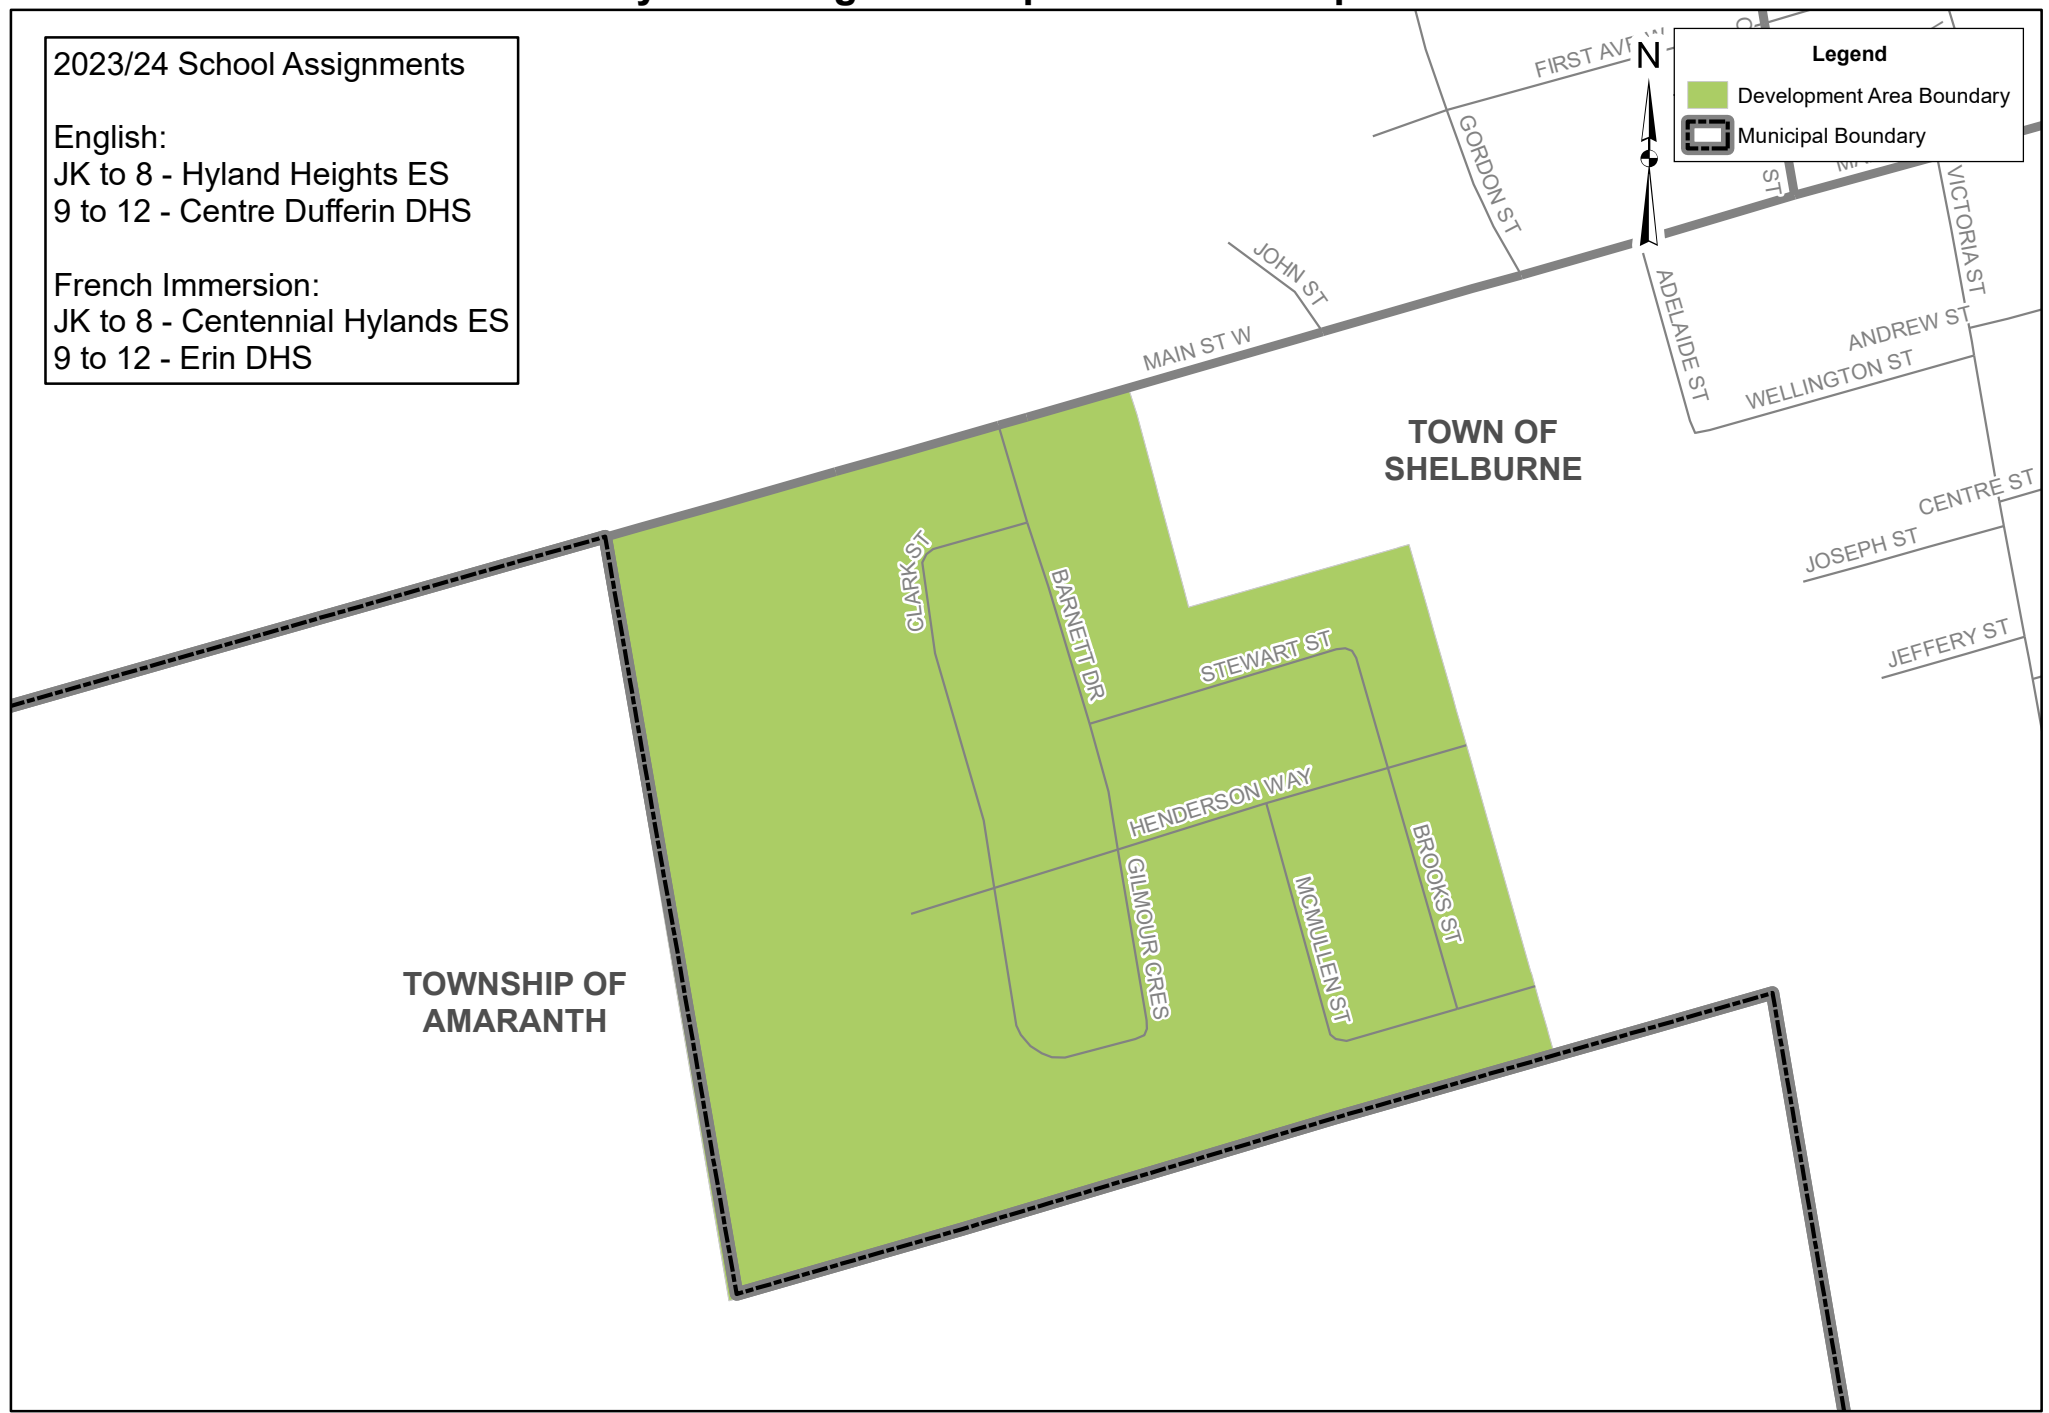 2023/24 School Assignments
English:
JK to 8 - Hyland Heights ES
9 to 12 - Centre Dufferin DHS
French Immersion:
JK to 8 - Centennial Hylands ES
9 to 12 - Erin DHS
N
Legend
Development Area Boundary
Municipal Boundary
FIRST AVE W
GORDON ST
ST
VICTORIA ST
JOHN ST
MAIN ST W
ADELAIDE ST
ANDREW ST
WELLINGTON ST
TOWN OF
SHELBURNE
CENTRE ST
JOSEPH ST
JEFFERY ST
CLARK ST
BARNETT DR
STEWART ST
HENDERSON WAY
GILMOUR CRES
MCMULLEN ST
BROOKS ST
TOWNSHIP OF
AMARANTH